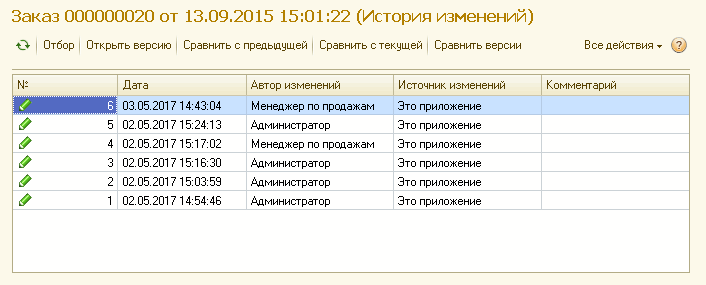 Заказ 000000020 от 13.09.2015 15:01:22 (История изменений)
Отбор Открыть версию Сравнить с предыдущей Сравнить с текущей Сравнить версии Все действия ?
№ Дата Автор изменений Источник изменений Комментарий
6 03.05.2017 14:43:04 Менеджер по продажам Это приложение
5 02.05.2017 15:24:13 Администратор Это приложение
4 02.05.2017 15:17:02 Менеджер по продажам Это приложение
3 02.05.2017 15:16:30 Администратор Это приложение
2 02.05.2017 15:03:59 Администратор Это приложение
1 02.05.2017 14:54:46 Администратор Это приложение